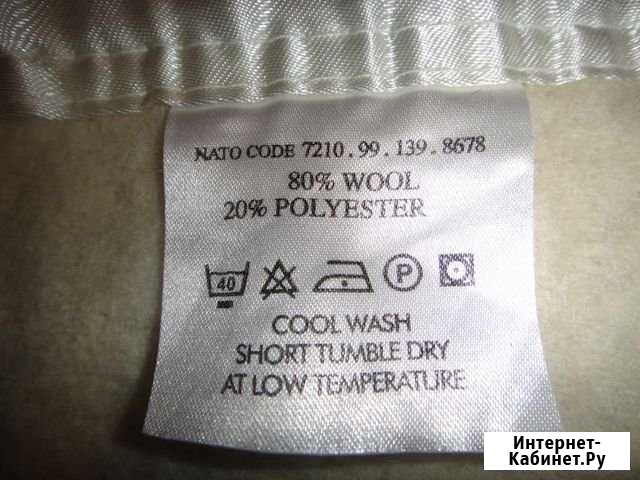 NATO CODE 7210.99.139.8678
80% WOOL
20% POLYESTER
40 P
COOL WASH
SHORT TUMBLE DRY
AT LOW TEMPERATURE
Интернет-
Кабинет.Ру